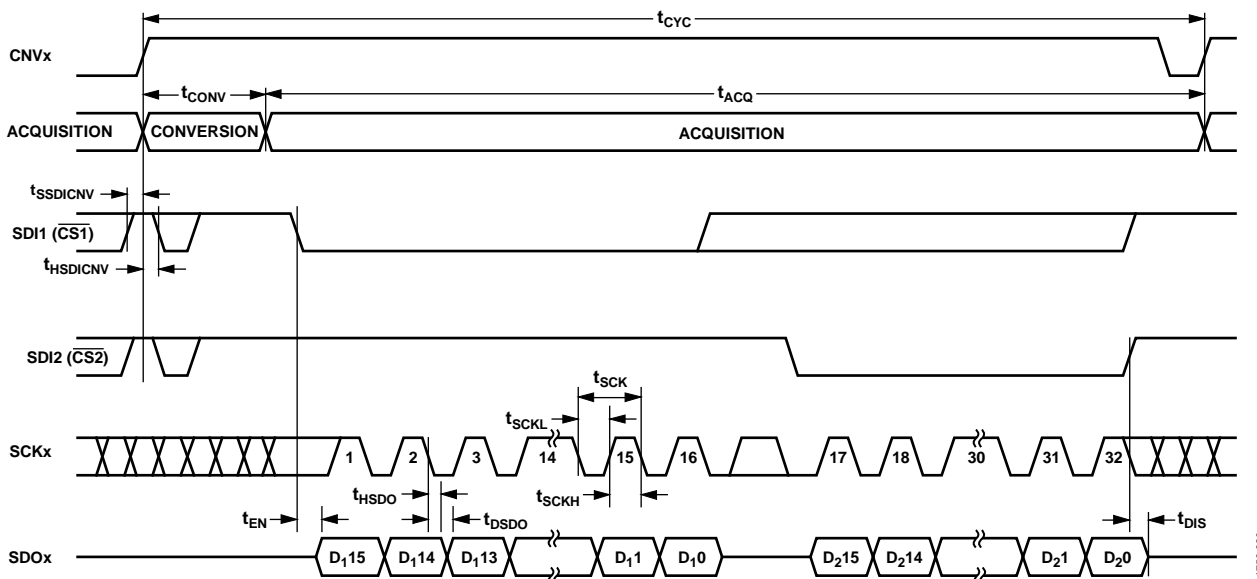 tCYC
CNVx
tCONV tACQ
ACQUISITION CONVERSION ACQUISITION
tSSDICNV
SDI1 (CS1)
tHSDICNV
SDI2 (CS2)
tSCK
tSCKL
SCKx 1 2 3 14 15 16 17 18 30 31 32
tHSDO tSCKH
tEN tDSDO tDIS
SDOx D115 D114 D113 D11 D10 D215 D214 D21 D20